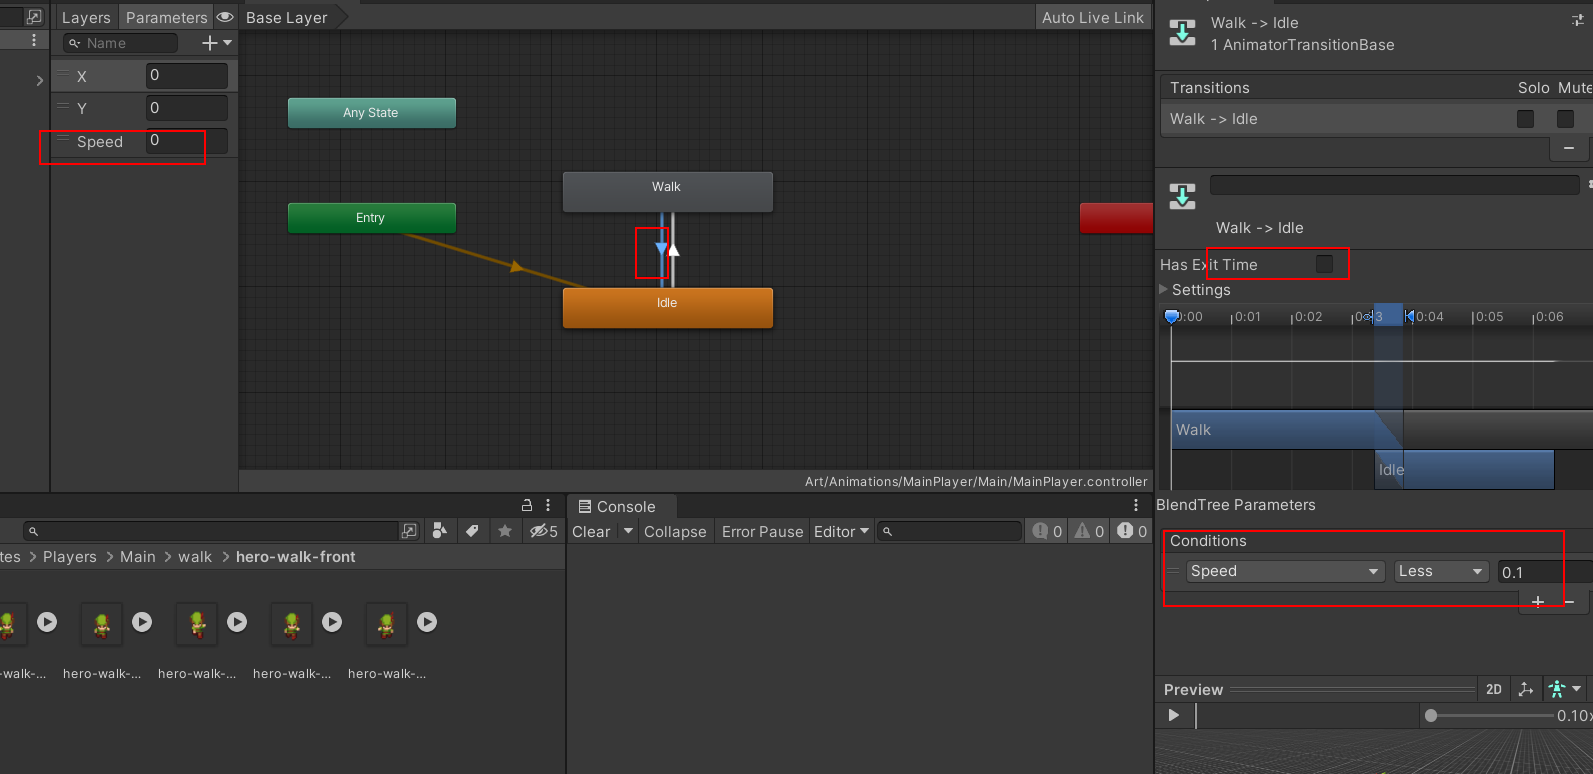 Layers Parameters Base Layer Auto Live Link
Name
X 0
Y 0
Speed 0
Any State
Walk
Entry
Idle
Art/Animations/MainPlayer/Main/MainPlayer.controller
Walk -> Idle
1 AnimatorTransitionBase
Transitions Solo Mute
Walk -> Idle
Walk -> Idle
Has Exit Time
Settings
0:00 0:01 0:02 0:04 0:05 0:06
Walk
Idle
BlendTree Parameters
Conditions
Speed Less 0.1
Preview 2D
0.10x
Console
Clear Collapse Error Pause Editor 0 0 0
5
tes > Players > Main > walk > hero-walk-front
-walk-... hero-walk-... hero-walk-... hero-walk-... hero-walk-...